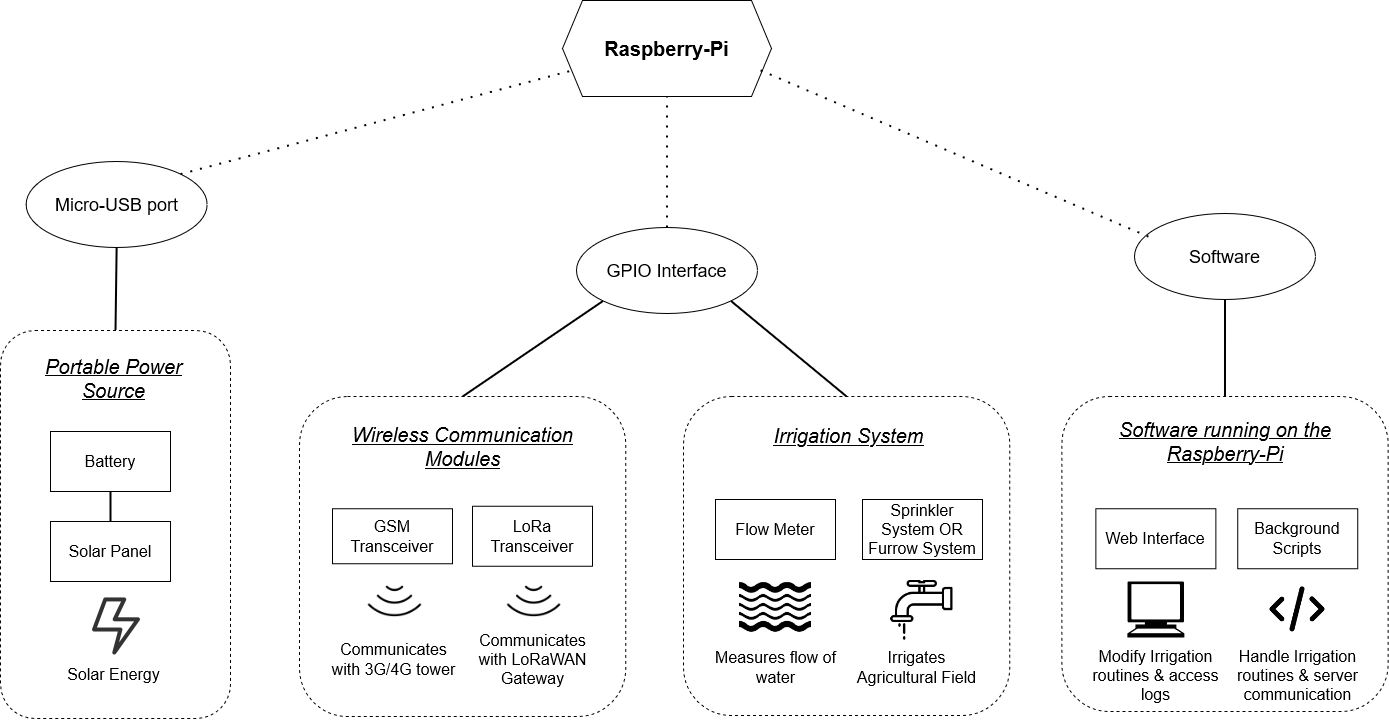 Raspberry-Pi
Micro-USB port
GPIO Interface
Software
Portable Power
Source
Battery
Solar Panel
Solar Energy
Wireless Communication
Modules
GSM
Transceiver
LoRa
Transceiver
Communicates
with 3G/4G tower
Communicates
with LoRaWAN
Gateway
Irrigation System
Flow Meter
Sprinkler
System OR
Furrow System
Measures flow of
water
Irrigates
Agricultural Field
Software running on the
Raspberry-Pi
Web Interface
Background
Scripts
Modify Irrigation
routines & access
logs
Handle Irrigation
routines & server
communication